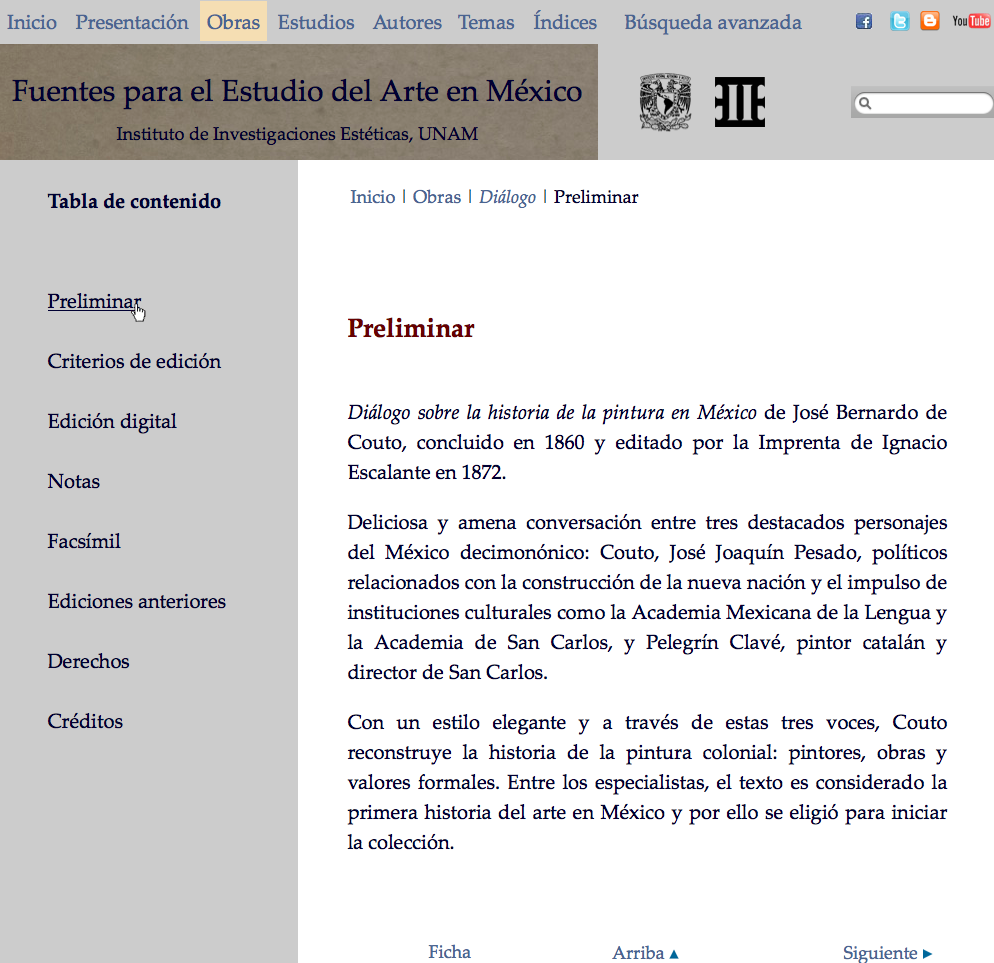 Inicio Presentación Obras Estudios Autores Temas Índices Búsqueda avanzada YouTube
Fuentes para el Estudio del Arte en México
Instituto de Investigaciones Estéticas, UNAM
Tabla de contenido
Preliminar
Criterios de edición
Edición digital
Notas
Facsímil
Ediciones anteriores
Derechos
Créditos
Inicio | Obras | Diálogo | Preliminar
Preliminar
Diálogo sobre la historia de la pintura en México de José Bernardo de
Couto, concluido en 1860 y editado por la Imprenta de Ignacio
Escalante en 1872.
Deliciosa y amena conversación entre tres destacados personajes
del México decimonónico: Couto, José Joaquín Pesado, políticos
relacionados con la construcción de la nueva nación y el impulso de
instituciones culturales como la Academia Mexicana de la Lengua y
la Academia de San Carlos, y Pelegrín Clavé, pintor catalán y
director de San Carlos.
Con un estilo elegante y a través de estas tres voces, Couto
reconstruye la historia de la pintura colonial: pintores, obras y
valores formales. Entre los especialistas, el texto es considerado la
primera historia del arte en México y por ello se eligió para iniciar
la colección.
Ficha Arriba ▲ Siguiente ►